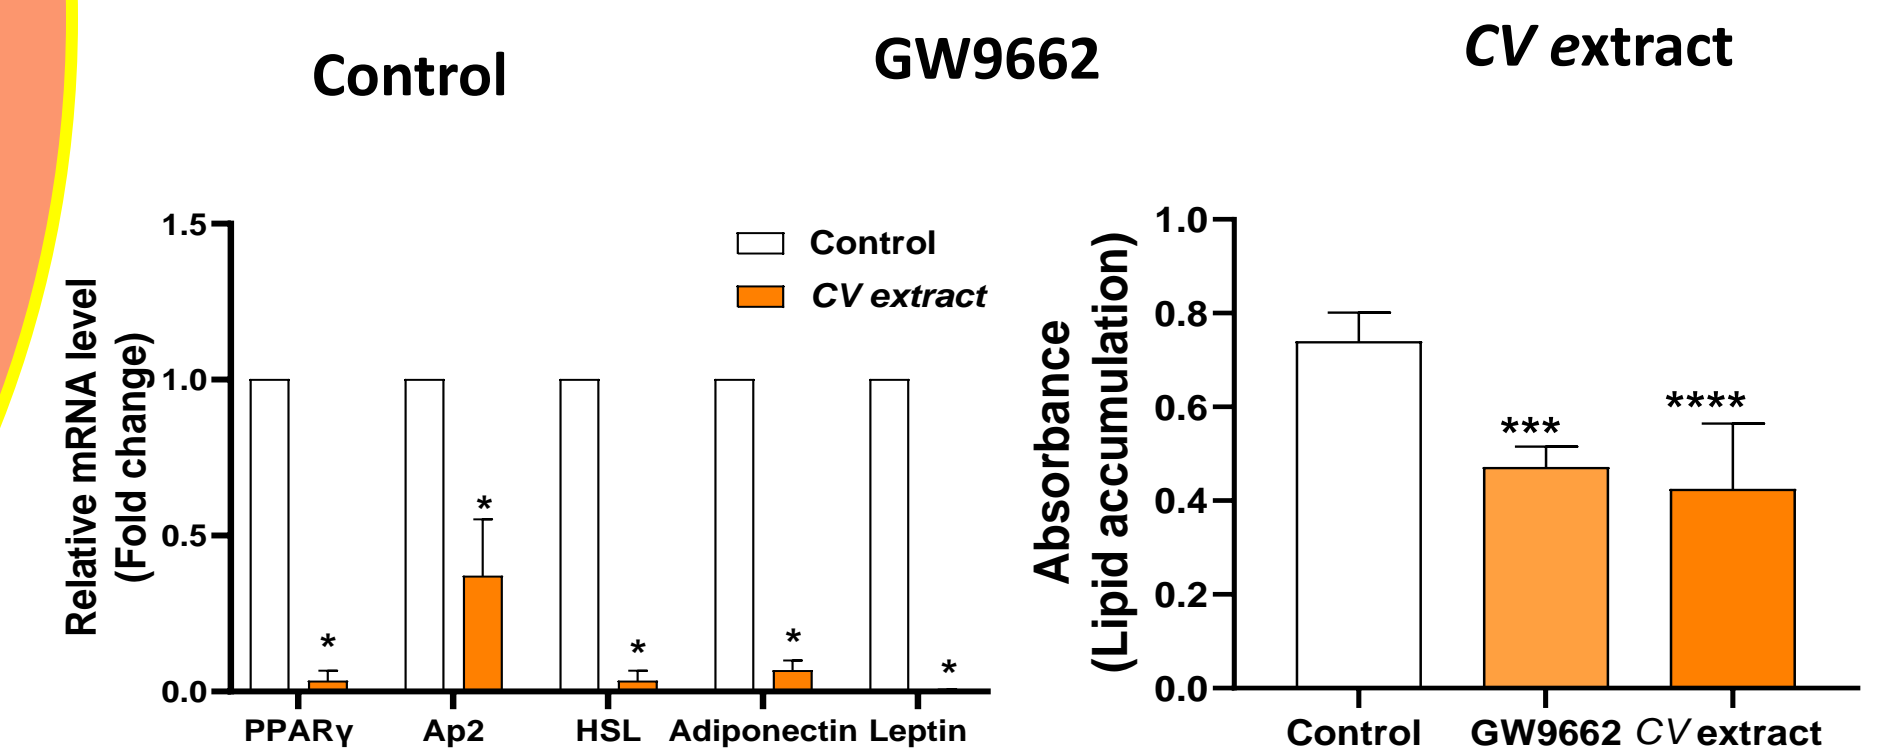 Control
GW9662
CV extract
Relative mRNA level
(Fold change)
1.5
1.0
0.5
0.0
Control
CV extract
*
*
*
*
*
PPARγ
Ap2
HSL
Adiponectin
Leptin
Absorbance
(Lipid accumulation)
1.0
0.8
0.6
0.4
0.2
0.0
***
****
Control
GW9662
CV extract